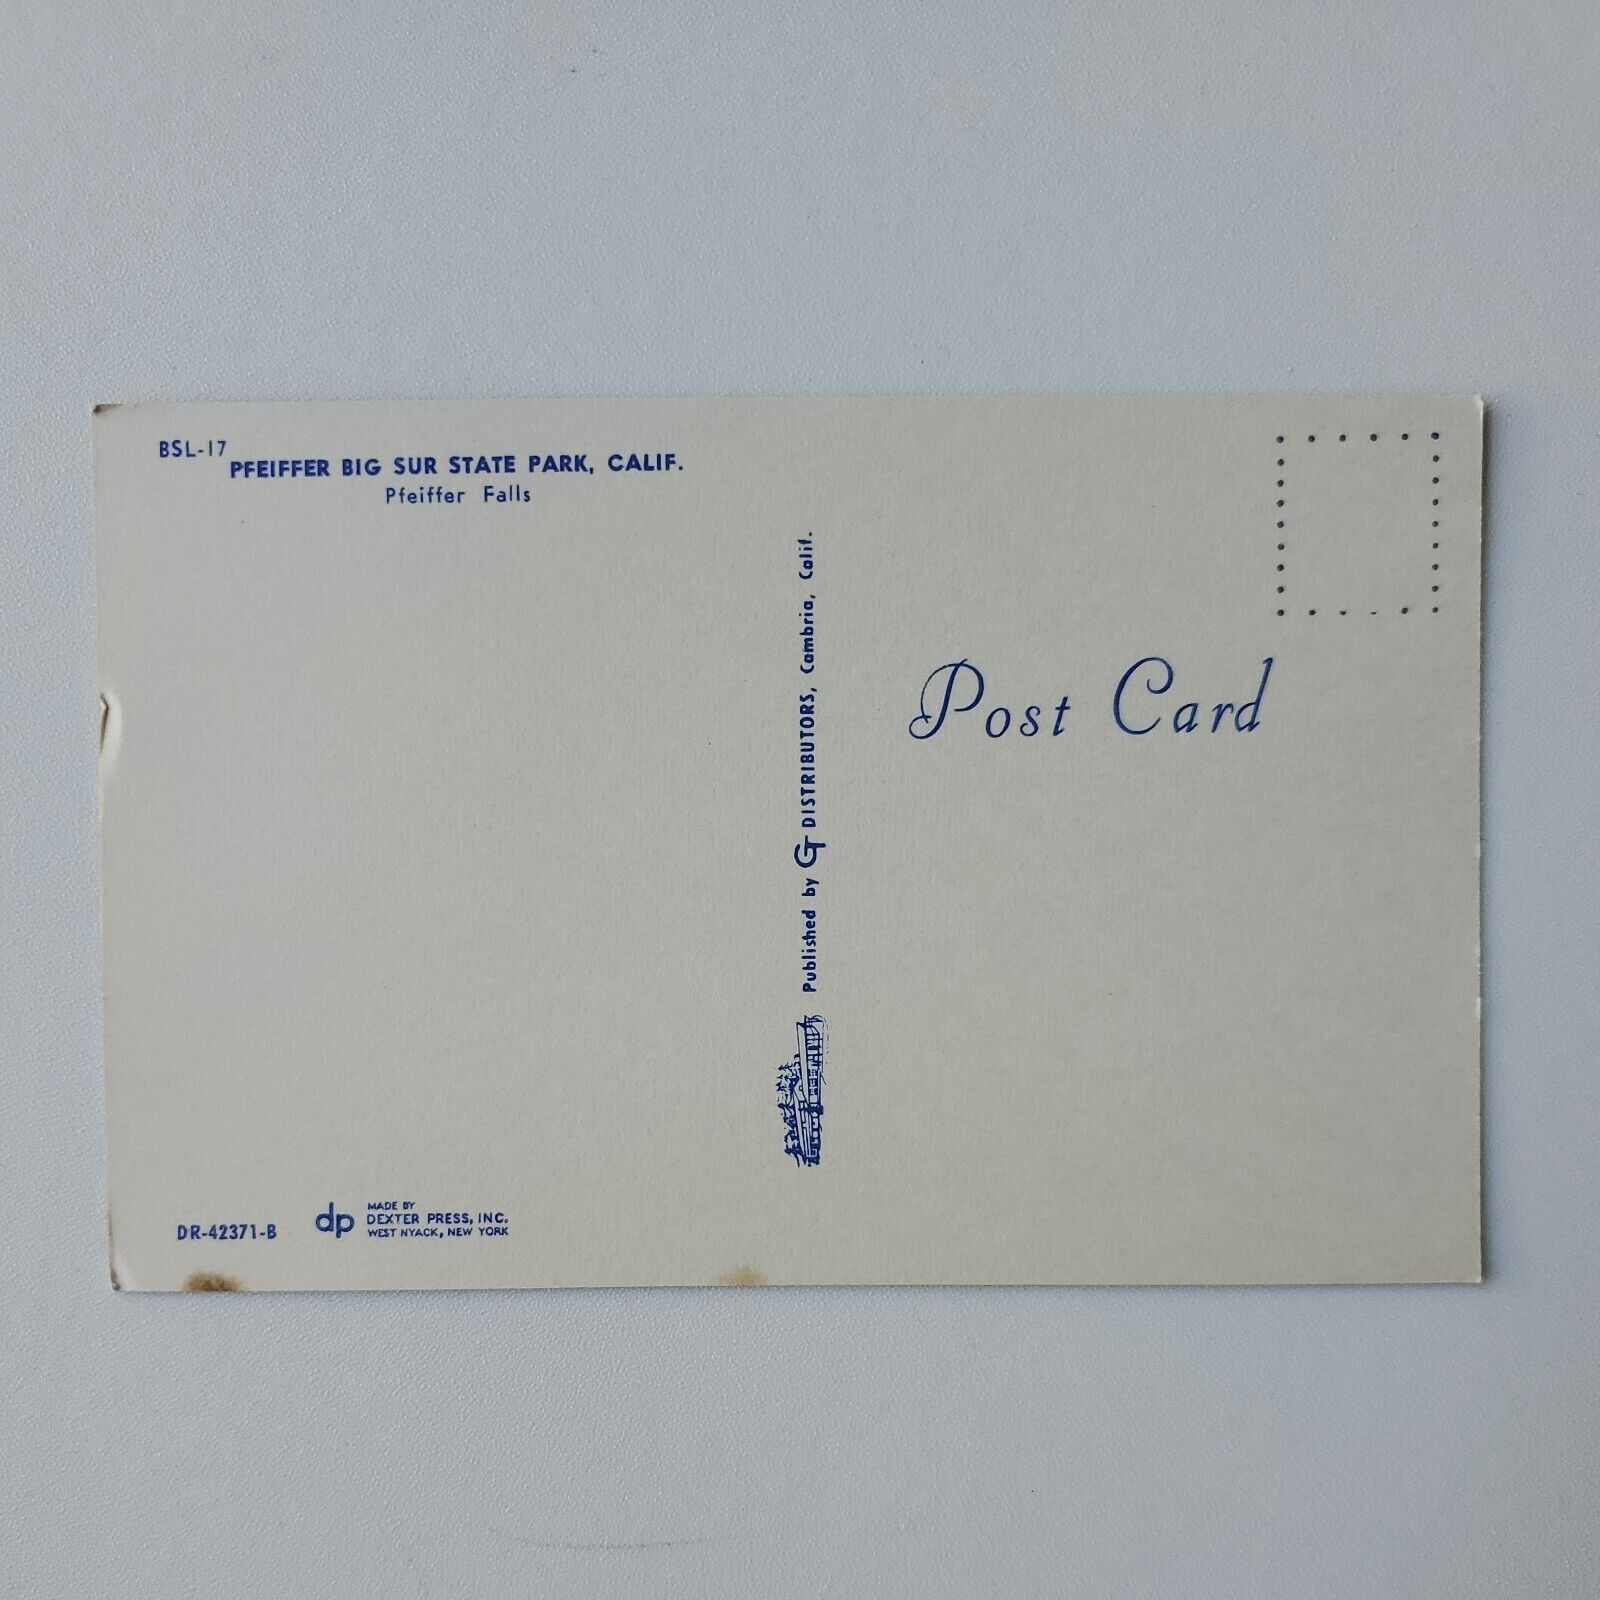 BSL-17
PFEIFFER BIG SUR STATE PARK, CALIF.
Pfeiffer Falls
Published by GT DISTRIBUTORS, Cambria, Calif.
Post Card
DR-42371-B
dp
MADE BY
DEXTER PRESS, INC.
WEST NYACK, NEW YORK